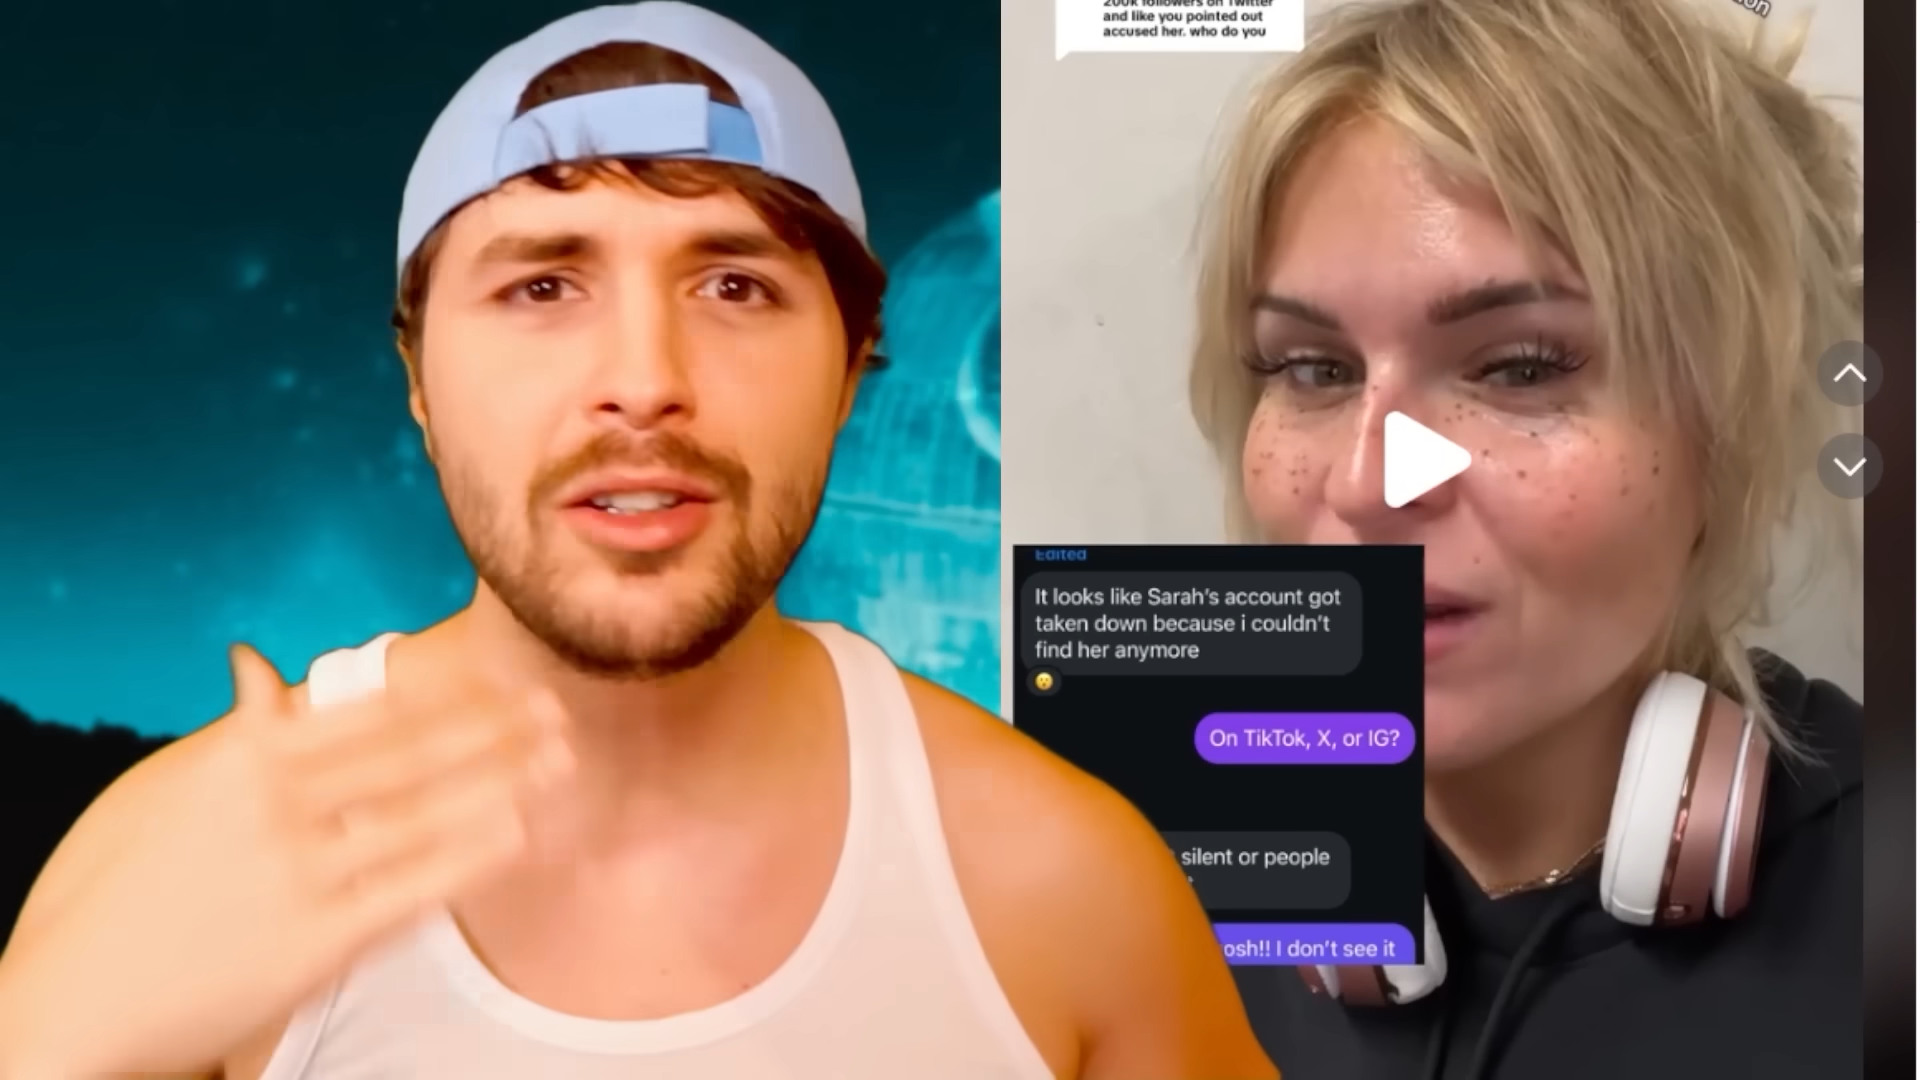 200k followers on Twitter
and like you pointed out
accused her. who do you
on
Edited
It looks like Sarah's account got
taken down because i couldn't
find her anymore
On TikTok, X, or IG?
silent or people
osh!! I don't see it